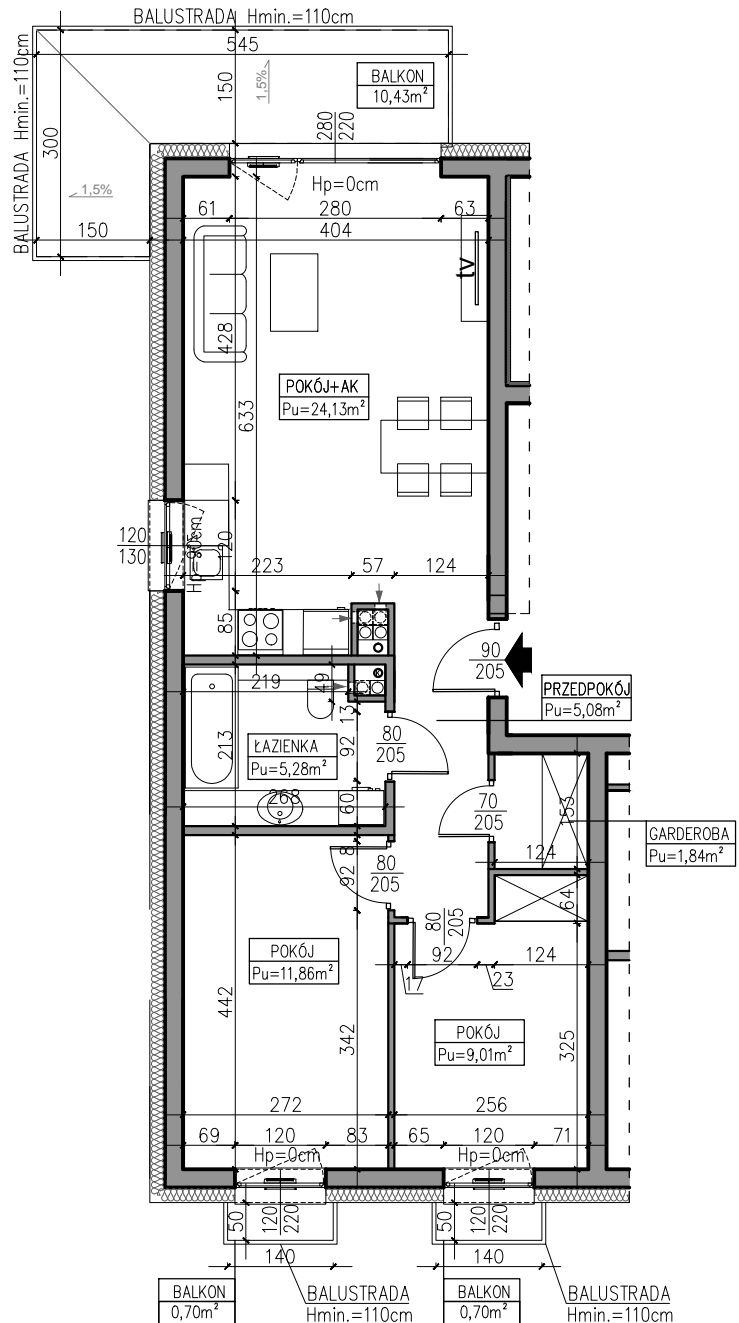 BALUSTRADA Hmin.=110cm
545
BALKON
10,43m²
150
1,5%
BALUSTRADA Hmin.=110cm
300
280
220
Hp=0cm
1,5%
61
280
63
150
404
tv
428
POKÓJ+AK
Pu=24,13m²
633
120
130
Hp=95cm
120
223
57
124
85
90
205
PRZEDPOKÓJ
Pu=5,08m²
219
49
13
213
ŁAZIENKA
Pu=5,28m²
92
80
205
268
60
70
205
153
GARDEROBA
Pu=1,84m²
124
8
92
80
205
64
80
205
POKÓJ
Pu=11,86m²
92
124
17
23
442
342
POKÓJ
Pu=9,01m²
325
272
256
69
120
83
65
120
71
Hp=0cm
Hp=0cm
50
120
220
50
120
220
140
140
BALKON
0,70m²
BALUSTRADA
Hmin.=110cm
BALKON
0,70m²
BALUSTRADA
Hmin.=110cm